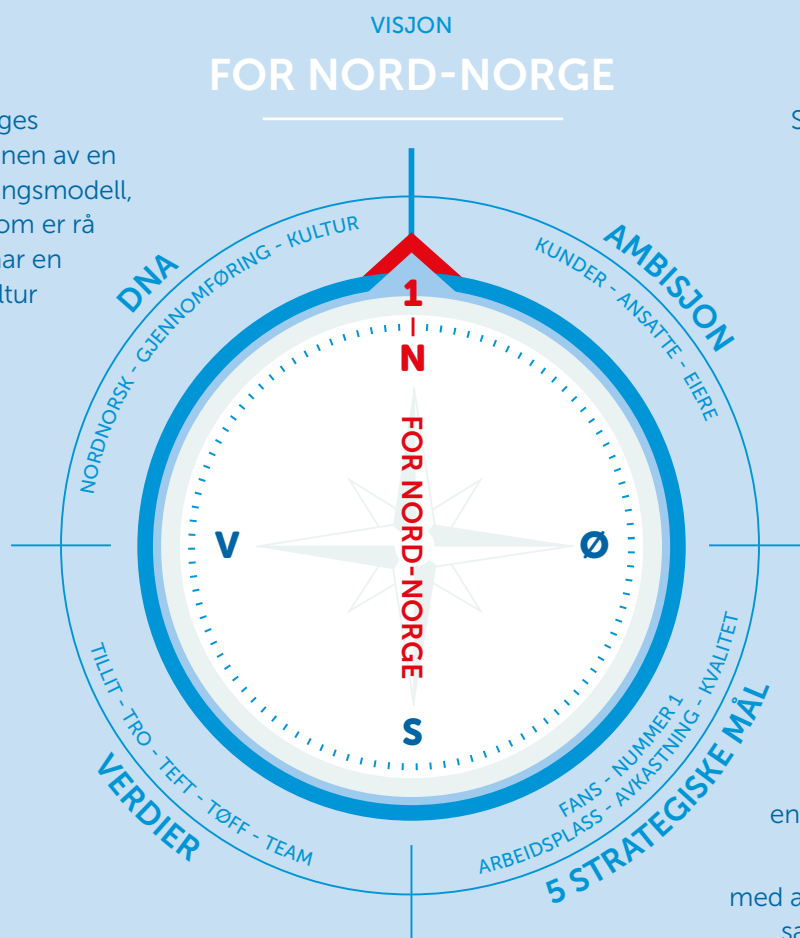 VISJON
FOR NORD-NORGE
ges
nen av en
ngsmodell,
om er rå
ar en
ltur
S
DNA
NORDNORSK - GJENNOMFØRING - KULTUR
AMBISJON
KUNDER - ANSATTE - EIERE
1
N
FOR NORD-NORGE
V
Ø
S
TILLIT - TRO - TEFT - TØFF - TEAM
VERDIER
FANS - NUMMER 1
ARBEIDSPLASS - AVKASTNING - KVALITET
5 STRATEGISKE MÅL
en
med a
sa